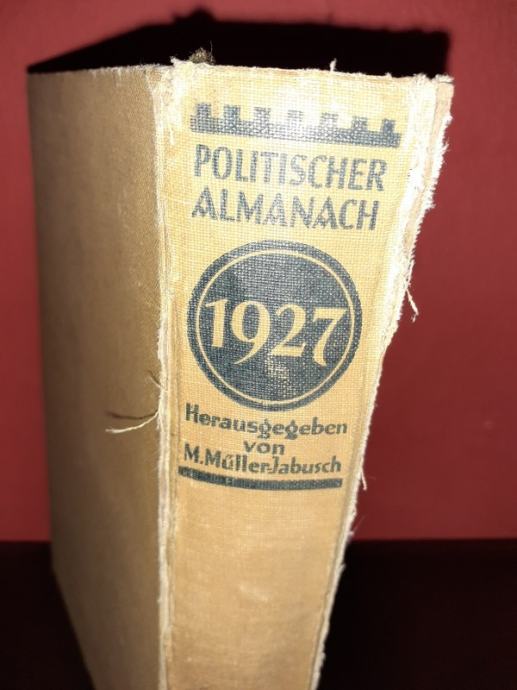 POLITISCHER
ALMANACH
1927
Herausgegeben
von
M.Müller-Jabusch